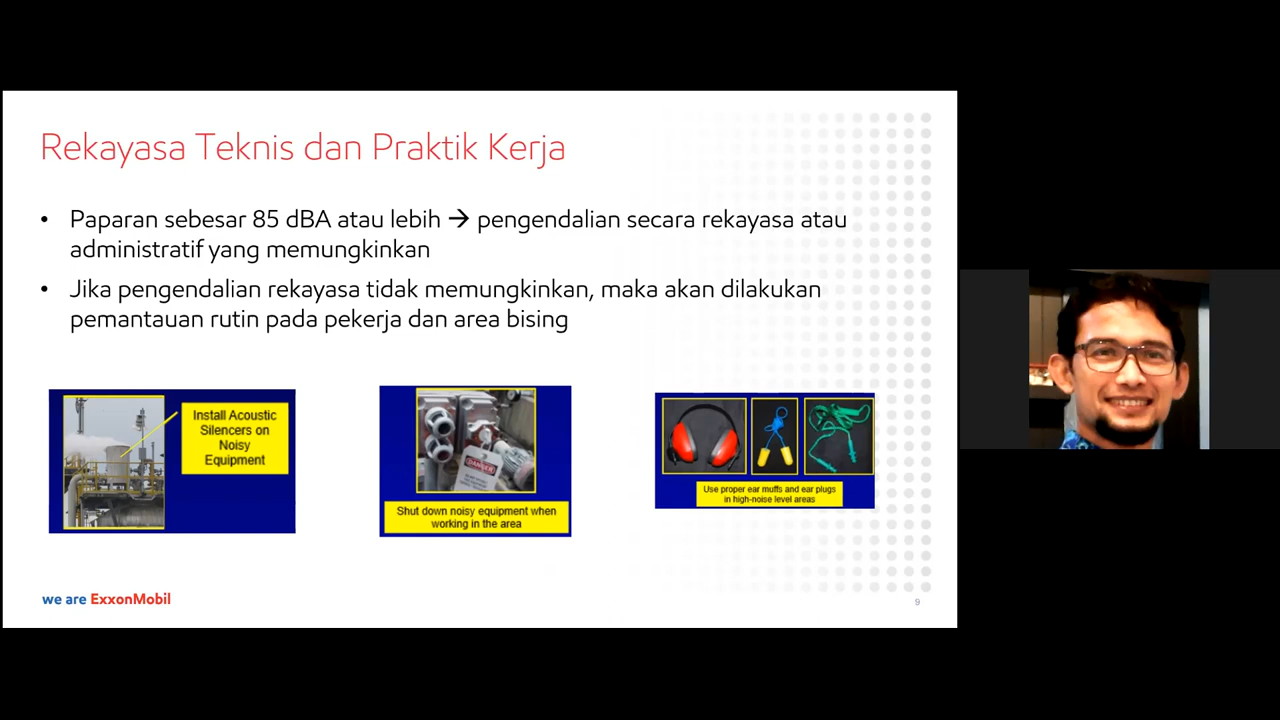 Rekayasa Teknis dan Praktik Kerja
• Paparan sebesar 85 dBA atau lebih → pengendalian secara rekayasa atau
administratif yang memungkinkan
• Jika pengendalian rekayasa tidak memungkinkan, maka akan dilakukan
pemantauan rutin pada pekerja dan area bising
Install Acoustic
Silencers on
Noisy
Equipment
DANGER
Shut down noisy equipment when
working in the area
Use proper ear muffs and ear plugs
in high-noise level areas
we are ExxonMobil
9